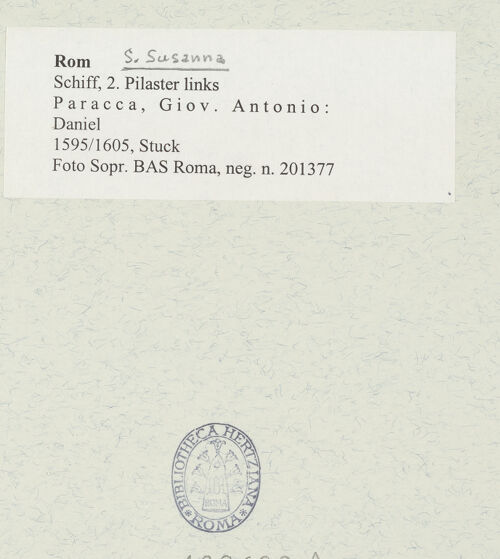 Rom S. Susanna
Schiff, 2. Pilaster links
Paracca, Giov. Antonio:
Daniel
1595/1605, Stuck
Foto Sopr. BAS Roma, neg. n. 201377
BIBLIOTHECA HERTZIANA
ROMA
ROMA